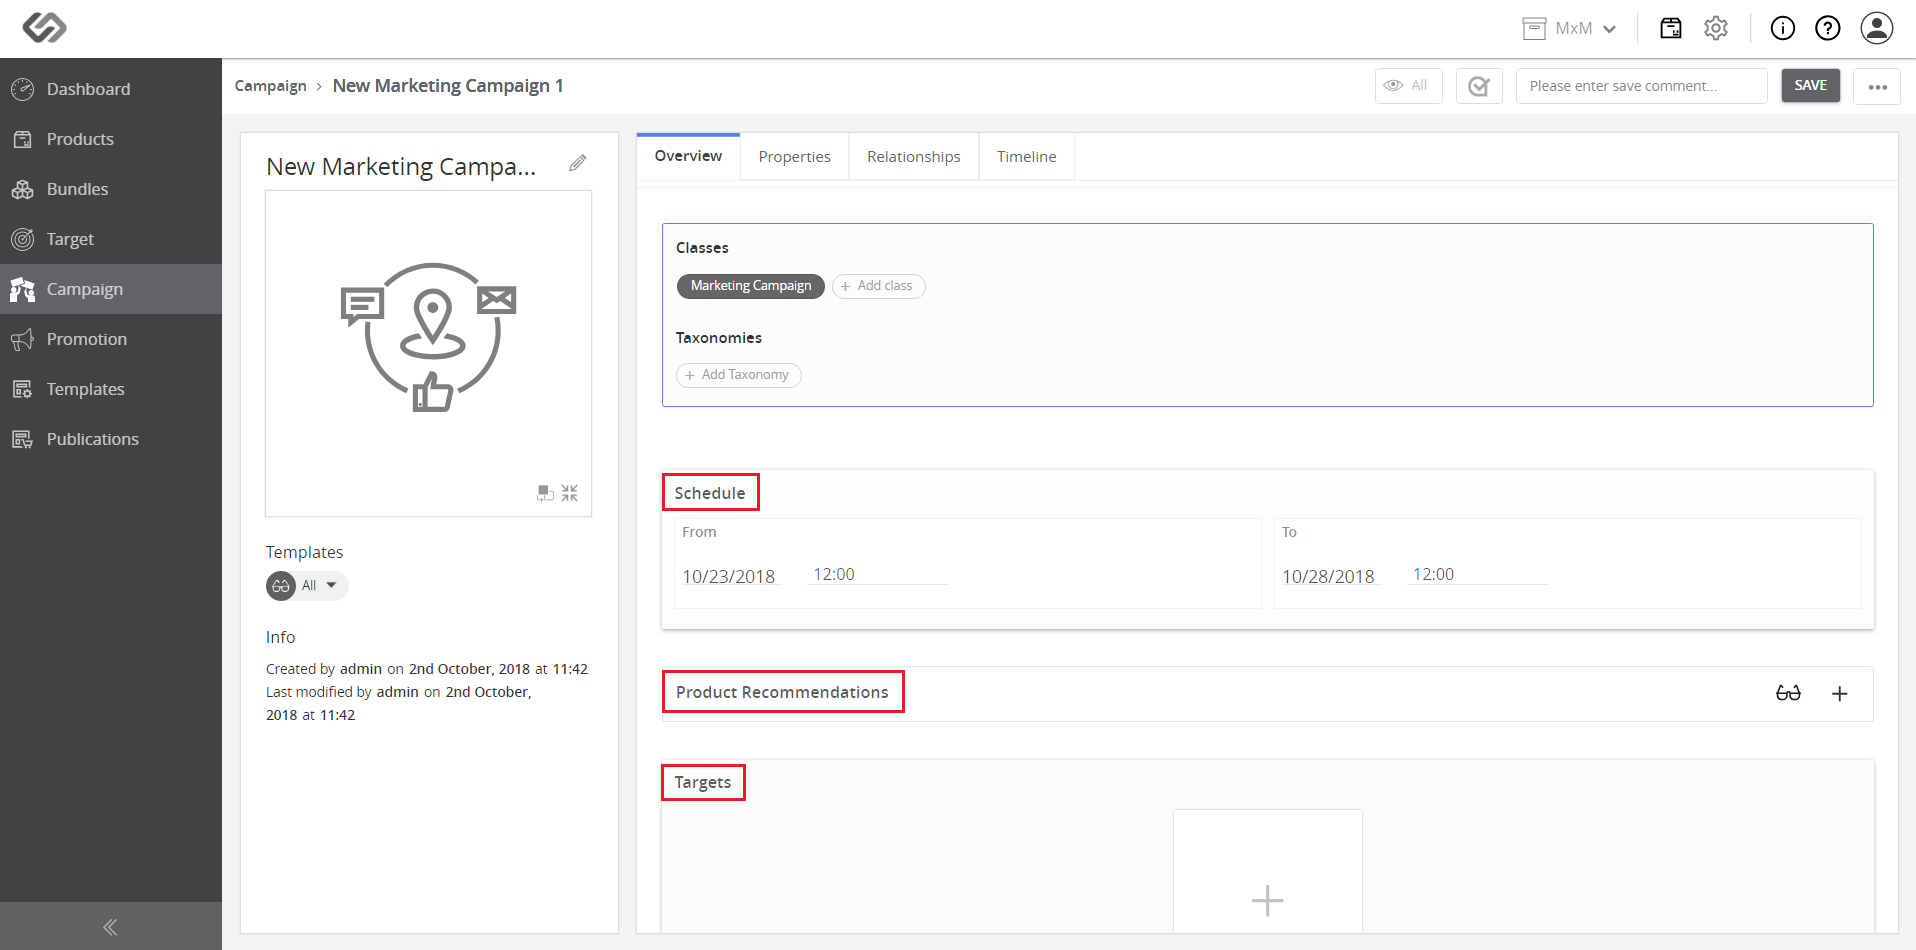 MxM
Dashboard
Products
Bundles
Target
Campaign
Promotion
Templates
Publications
Campaign › New Marketing Campaign 1
All
Please enter save comment...
SAVE
New Marketing Campa...
Templates
All
Info
Created by admin on 2nd October, 2018 at 11:42
Last modified by admin on 2nd October,
2018 at 11:42
Overview
Properties
Relationships
Timeline
Classes
Marketing Campaign
+ Add class
Taxonomies
+ Add Taxonomy
Schedule
From
10/23/2018 12:00
To
10/28/2018 12:00
Product Recommendations
Targets